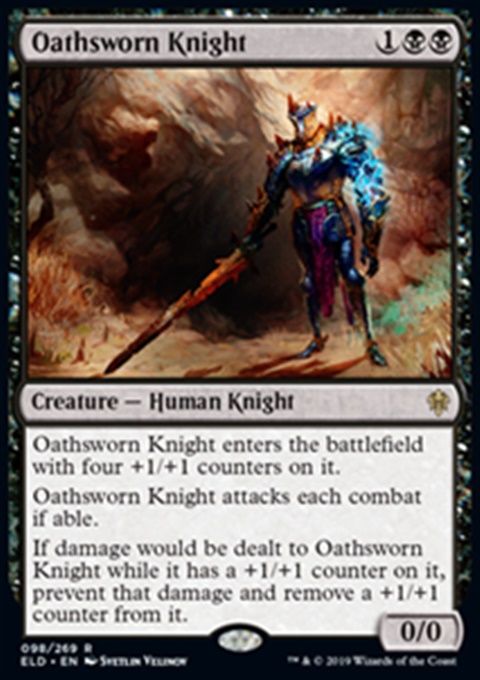 Oathsworn Knight 1
Creature — Human Knight
Oathsworn Knight enters the battlefield
with four +1/+1 counters on it.
Oathsworn Knight attacks each combat
if able.
If damage would be dealt to Oathsworn
Knight while it has a +1/+1 counter on it,
prevent that damage and remove a +1/+1
counter from it.
0/0
098/269 R
ELD • EN Svetlin Velinov
™ & © 2019 Wizards of the Coast